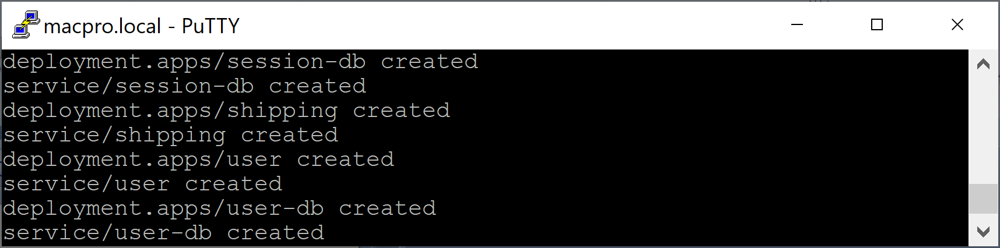 macpro.local - PuTTY
deployment.apps/session-db created
service/session-db created
deployment.apps/shipping created
service/shipping created
deployment.apps/user created
service/user created
deployment.apps/user-db created
service/user-db created